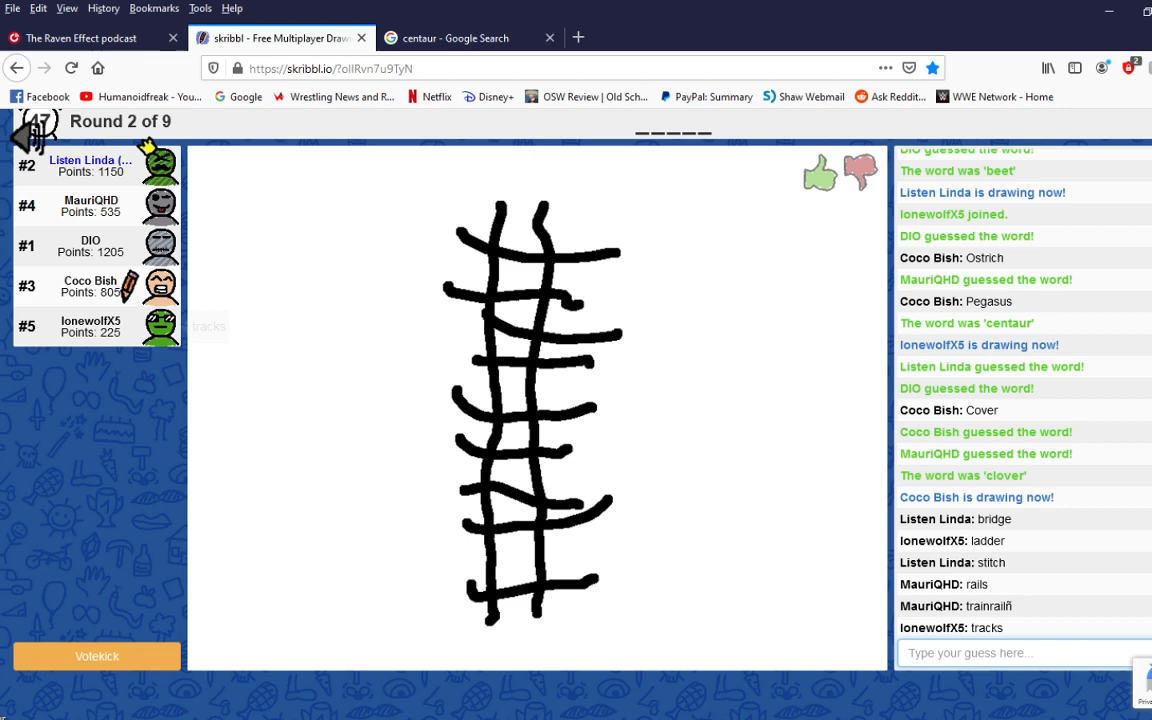 File Edit View History Bookmarks Tools Help
The Raven Effect podcast
skribbl - Free Multiplayer Drawi
centaur - Google Search
https://skribbl.io/?olIRvn7u9TyN
Facebook
Humanoidfreak - You...
Google
Wrestling News and R...
Netflix
Disney+
OSW Review | Old Sch...
PayPal: Summary
Shaw Webmail
Ask Reddit...
WWE Network - Home
47
Round 2 of 9
_ _ _ _ _
#2 Listen Linda (...
Points: 1150
#4 MauriQHD
Points: 535
#1 DIO
Points: 1205
#3 Coco Bish
Points: 805
#5 lonewolfX5
Points: 225
tracks
Votekick
DIO guessed the word!
The word was 'beet'
Listen Linda is drawing now!
lonewolfX5 joined.
DIO guessed the word!
Coco Bish: Ostrich
MauriQHD guessed the word!
Coco Bish: Pegasus
The word was 'centaur'
lonewolfX5 is drawing now!
Listen Linda guessed the word!
DIO guessed the word!
Coco Bish: Cover
Coco Bish guessed the word!
MauriQHD guessed the word!
The word was 'clover'
Coco Bish is drawing now!
Listen Linda: bridge
lonewolfX5: ladder
Listen Linda: stitch
MauriQHD: rails
MauriQHD: trainrailñ
lonewolfX5: tracks
Type your guess here...
2